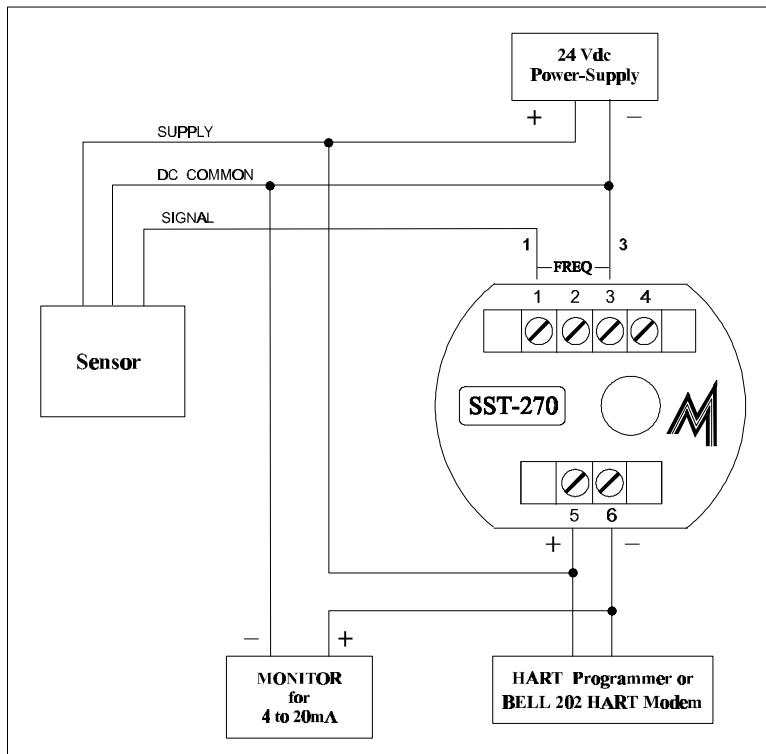 24 Vdc
Power-Supply
+ −
SUPPLY
DC COMMON
SIGNAL
1 3
FREQ
1 2 3 4
Sensor
SST-270
5 6
+ −
− +
MONITOR
for
4 to 20mA
HART Programmer or
BELL 202 HART Modem